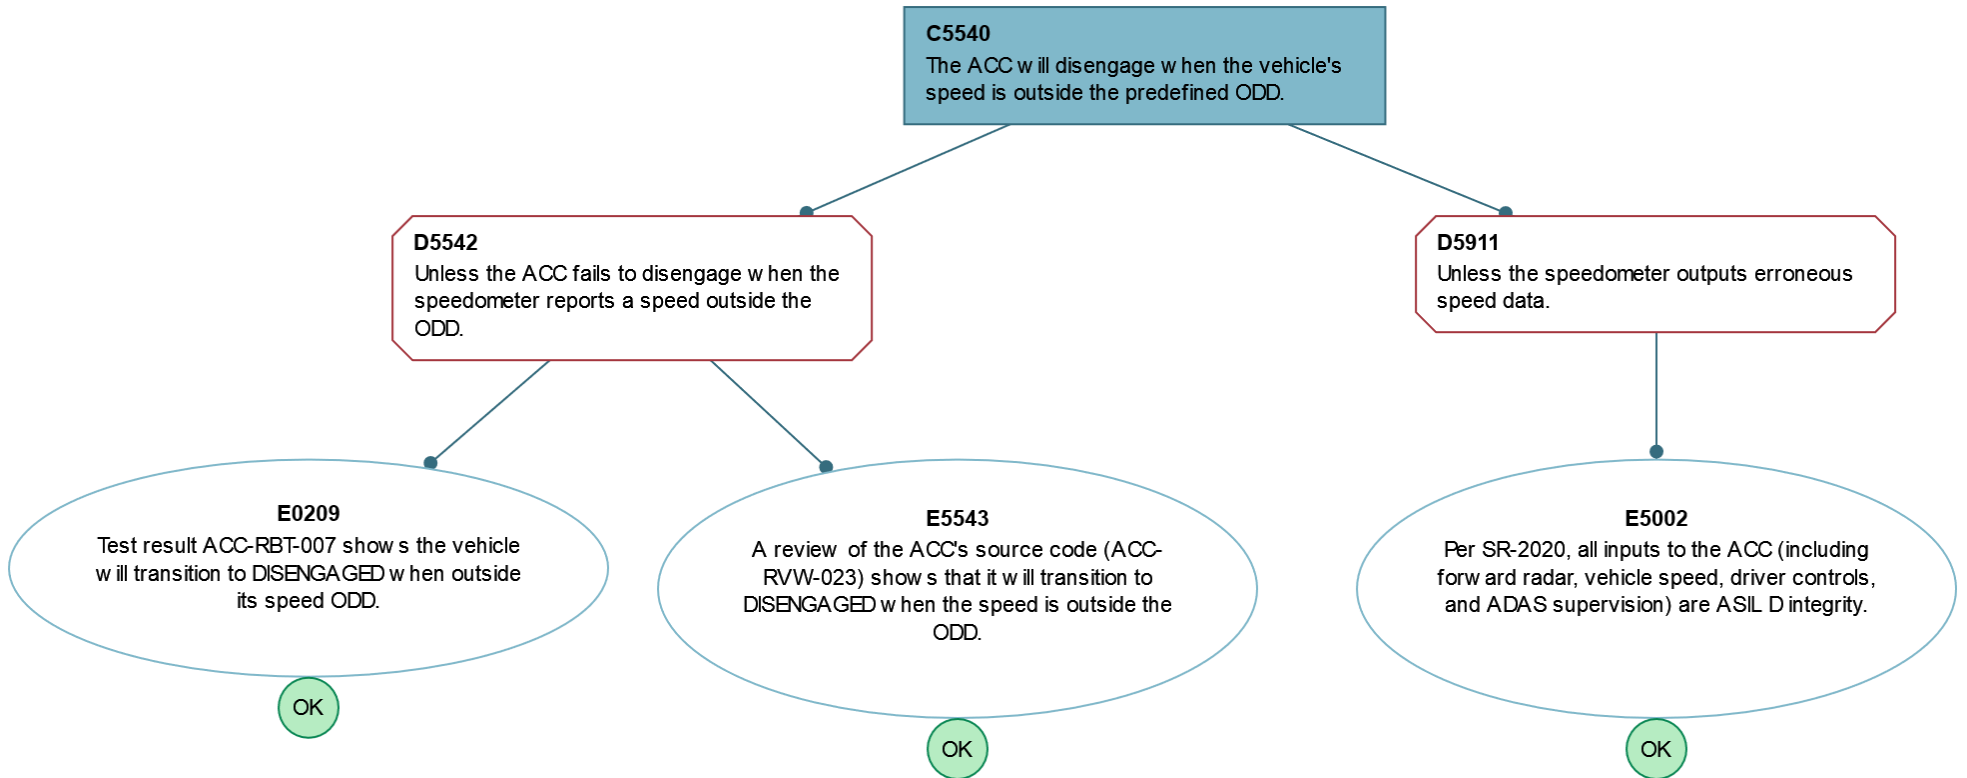 C5540
The ACC will disengage when the vehicle's
speed is outside the predefined ODD.
D5542
Unless the ACC fails to disengage when the
speedometer reports a speed outside the
ODD.
D5911
Unless the speedometer outputs erroneous
speed data.
E0209
Test result ACC-RBT-007 shows the vehicle
will transition to DISENGAGED when outside
its speed ODD.
OK
E5543
A review of the ACC's source code (ACC-
RVW-023) shows that it will transition to
DISENGAGED when the speed is outside the
ODD.
OK
E5002
Per SR-2020, all inputs to the ACC (including
forward radar, vehicle speed, driver controls,
and ADAS supervision) are ASIL D integrity.
OK